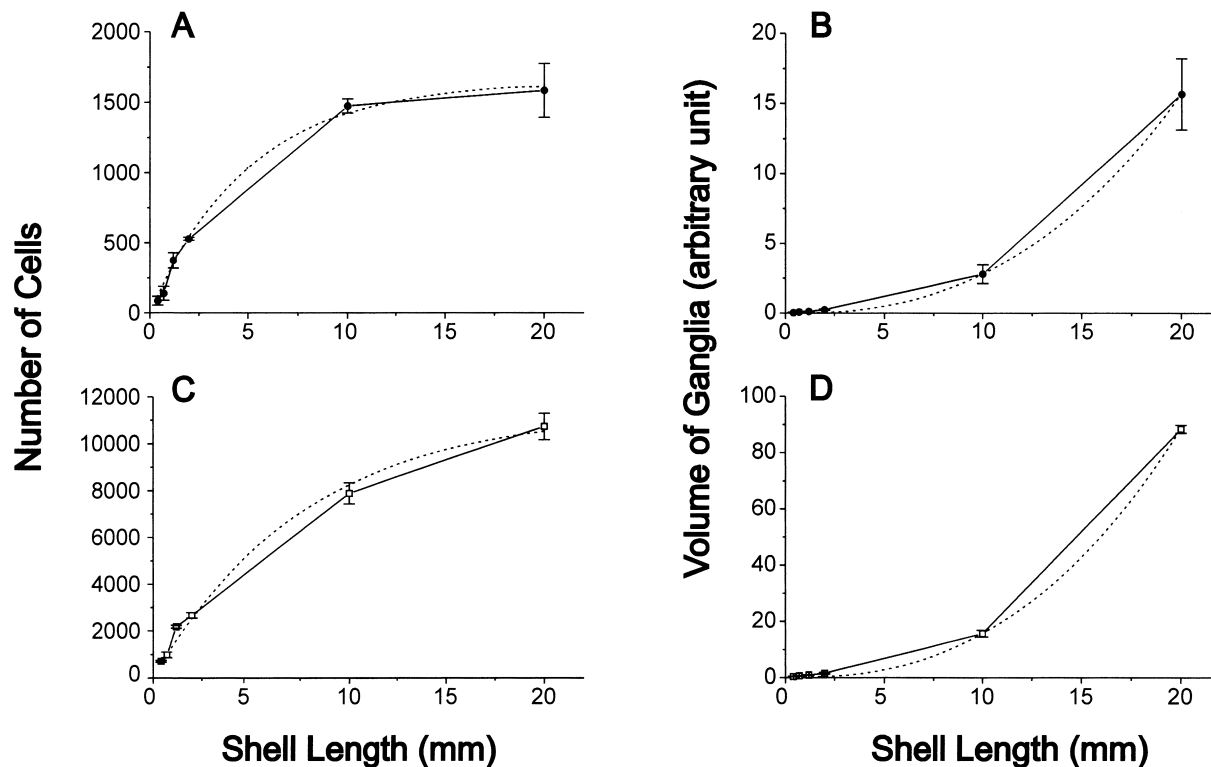 A
2000
1500
1000
500
0
0 5 10 15 20
B
20
15
10
5
0
0 5 10 15 20
C
12000
10000
8000
6000
4000
2000
0
0 5 10 15 20
D
100
80
60
40
20
0
0 5 10 15 20
Number of Cells
Volume of Ganglia (arbitrary unit)
Shell Length (mm)
Shell Length (mm)